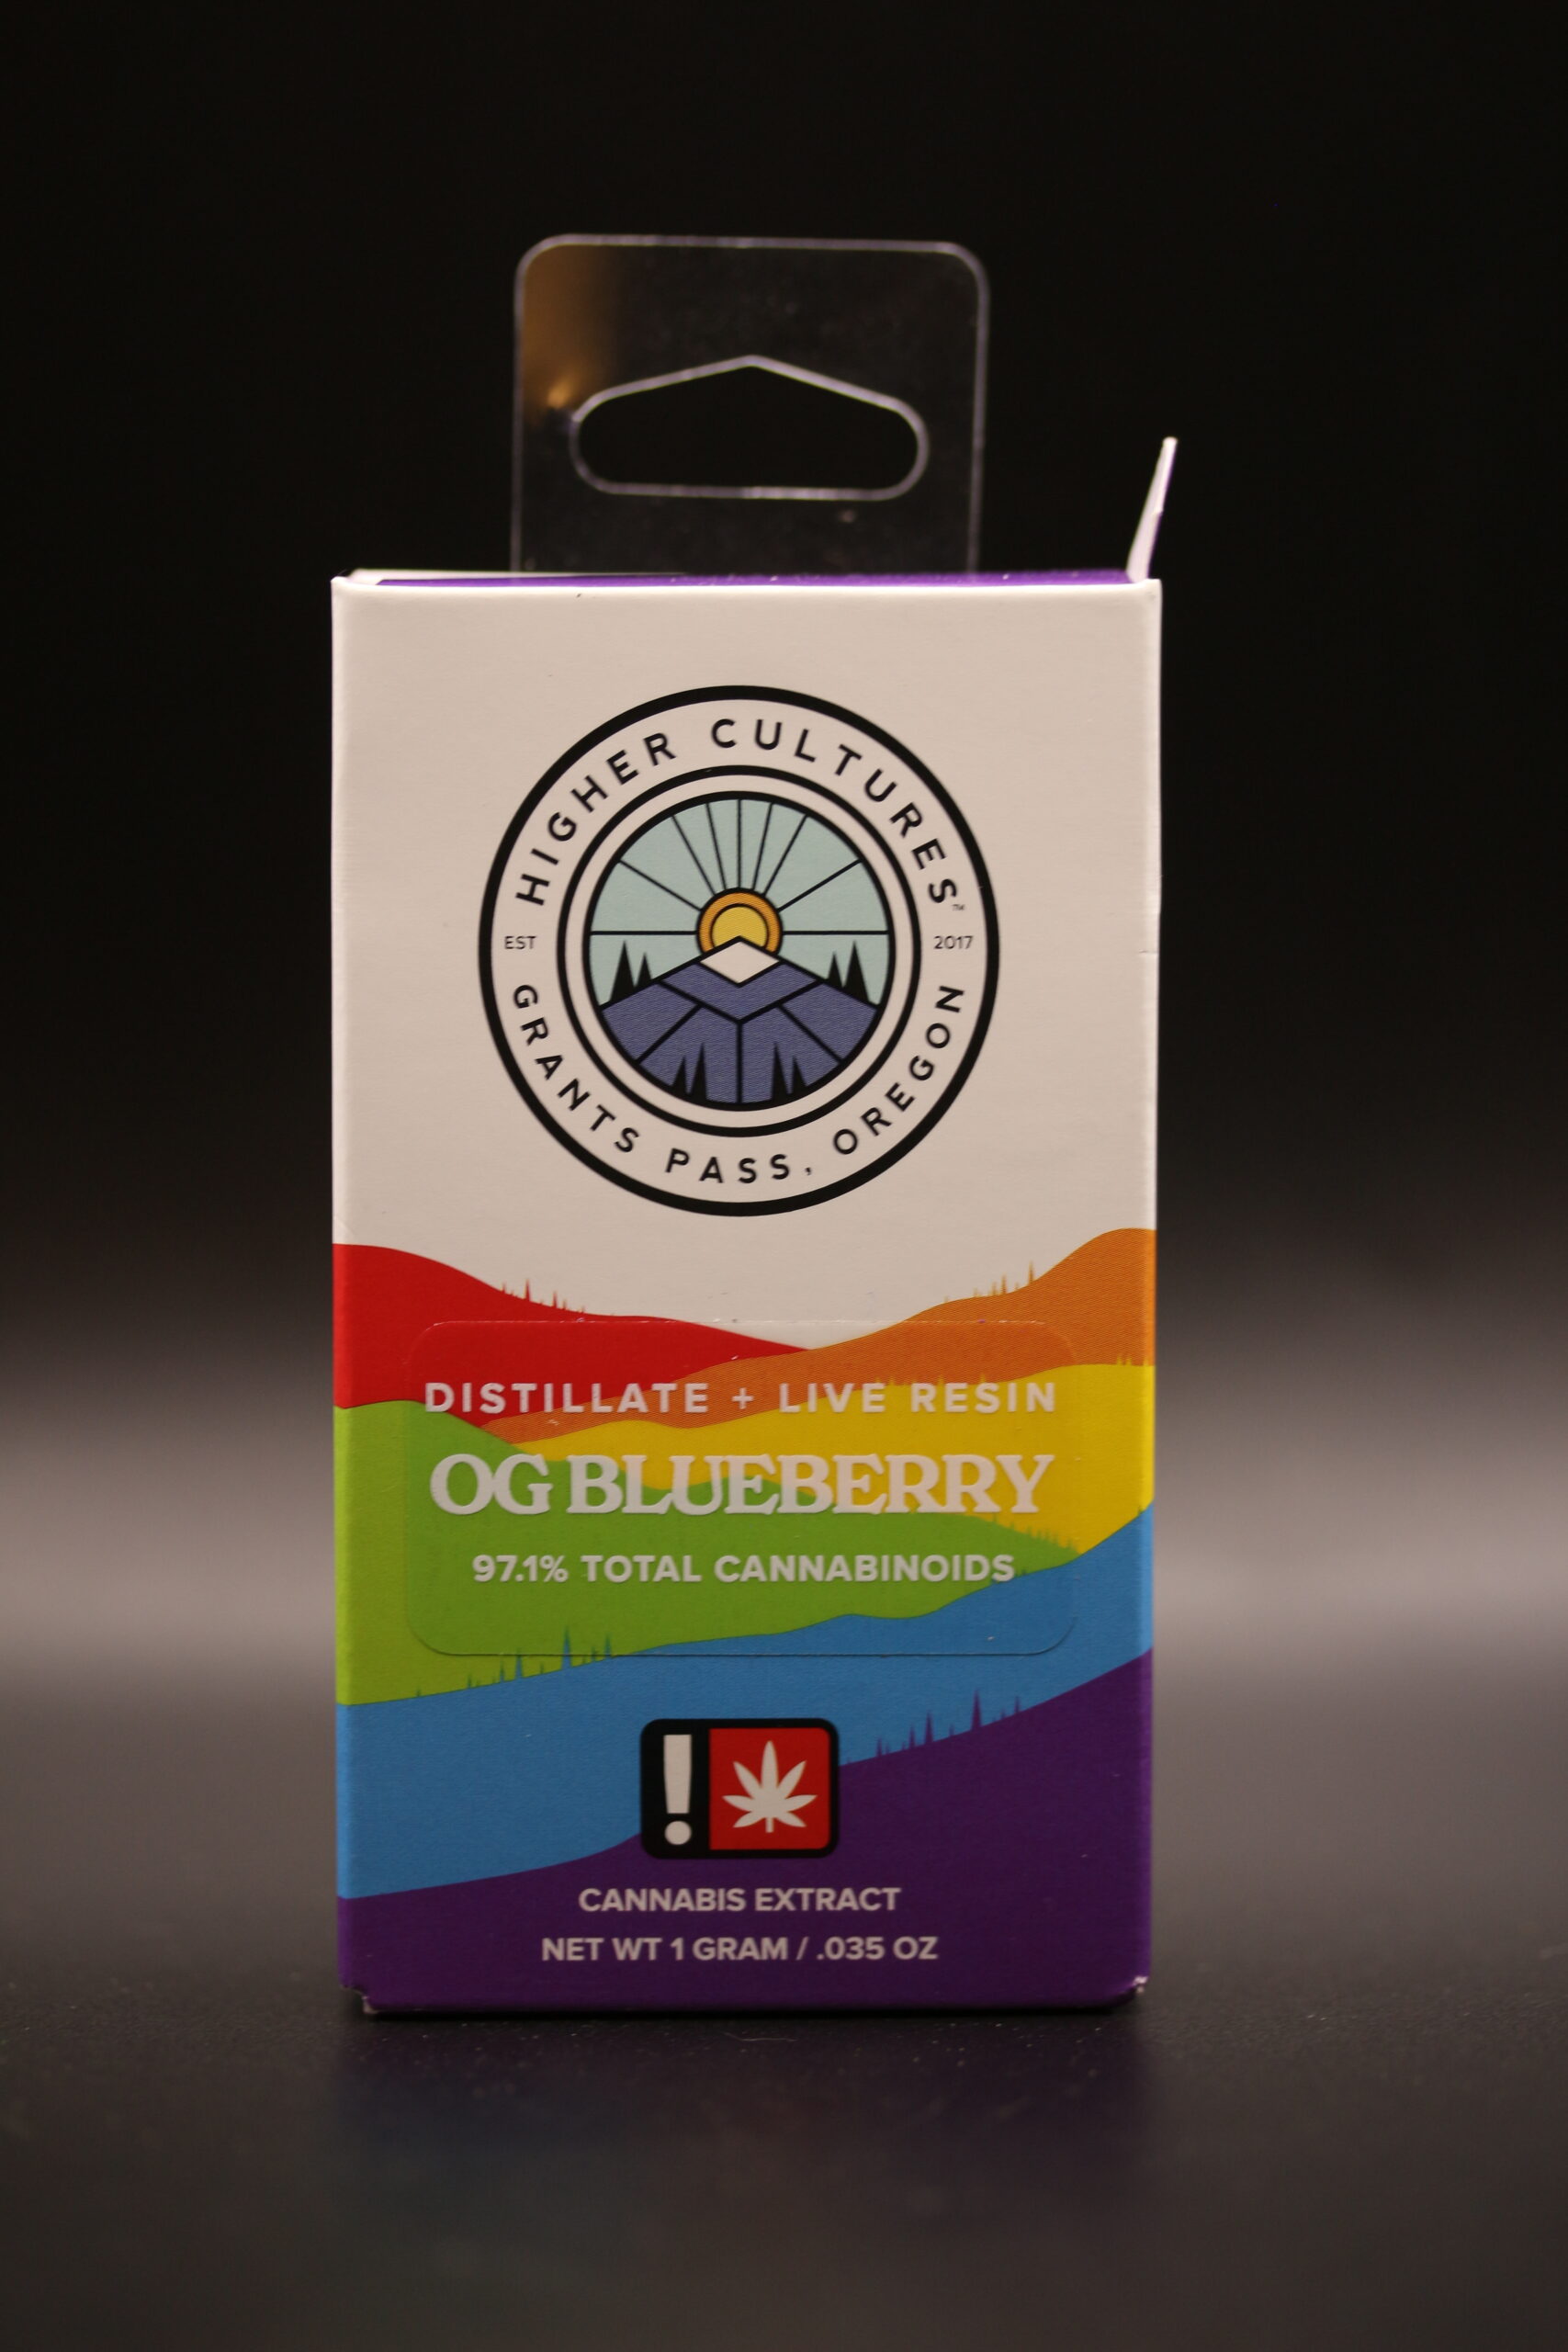 HIGHER CULTURES™
EST 2017
GRANTS PASS, OREGON
DISTILLATE + LIVE RESIN
OG BLUEBERRY
97.1% TOTAL CANNABINOIDS
!
CANNABIS EXTRACT
NET WT 1 GRAM / .035 OZ